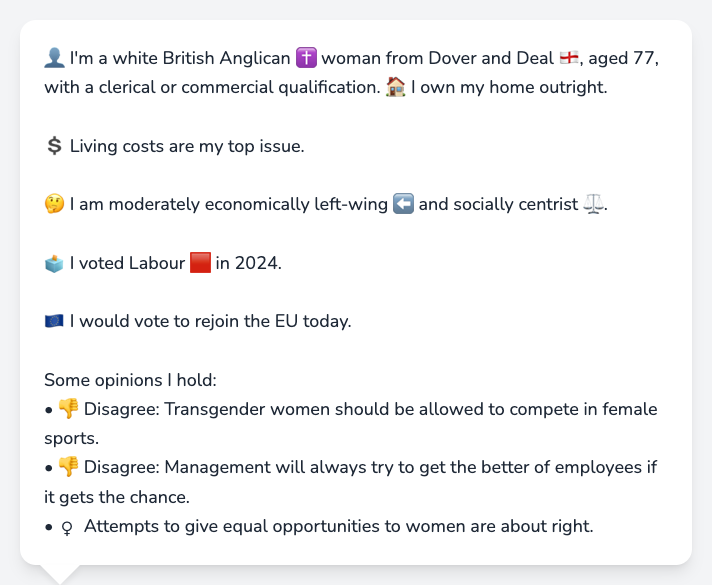 👤 I'm a white British Anglican ✝️ woman from Dover and Deal 🏴󠁧󠁢󠁥󠁮󠁧󠁿, aged 77,
with a clerical or commercial qualification. 🏠 I own my home outright.
💲 Living costs are my top issue.
🤔 I am moderately economically left-wing ⬅️ and socially centrist ⚖️.
🗳️ I voted Labour 🟥 in 2024.
🇪🇺 I would vote to rejoin the EU today.
Some opinions I hold:
• 👎 Disagree: Transgender women should be allowed to compete in female
sports.
• 👎 Disagree: Management will always try to get the better of employees if
it gets the chance.
• ♀ Attempts to give equal opportunities to women are about right.